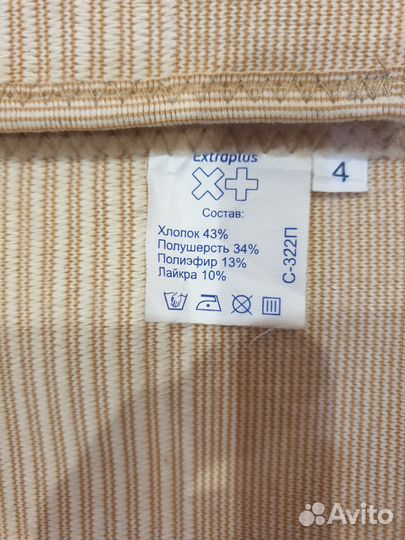 Extraplus
4
Состав:
Хлопок 43%
Полушерсть 34%
Полиэфир 13%
Лайкра 10%
С-322П
Avito